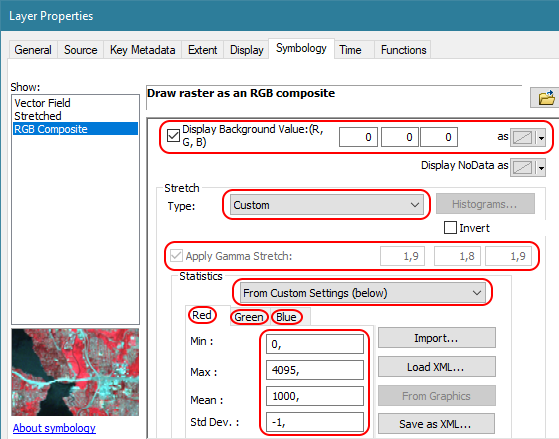 Layer Properties
General Source Key Metadata Extent Display Symbology Time Functions
Show:
Vector Field
Stretched
RGB Composite
About symbology
Draw raster as an RGB composite
Display Background Value:(R, G, B) 0 0 0 as
Display NoData as
Stretch
Type: Custom Histograms...
Invert
Apply Gamma Stretch: 1,9 1,8 1,9
Statistics
From Custom Settings (below)
Red Green Blue
Min : 0, Import...
Max : 4095, Load XML...
Mean : 1000, From Graphics
Std Dev. : -1, Save as XML...